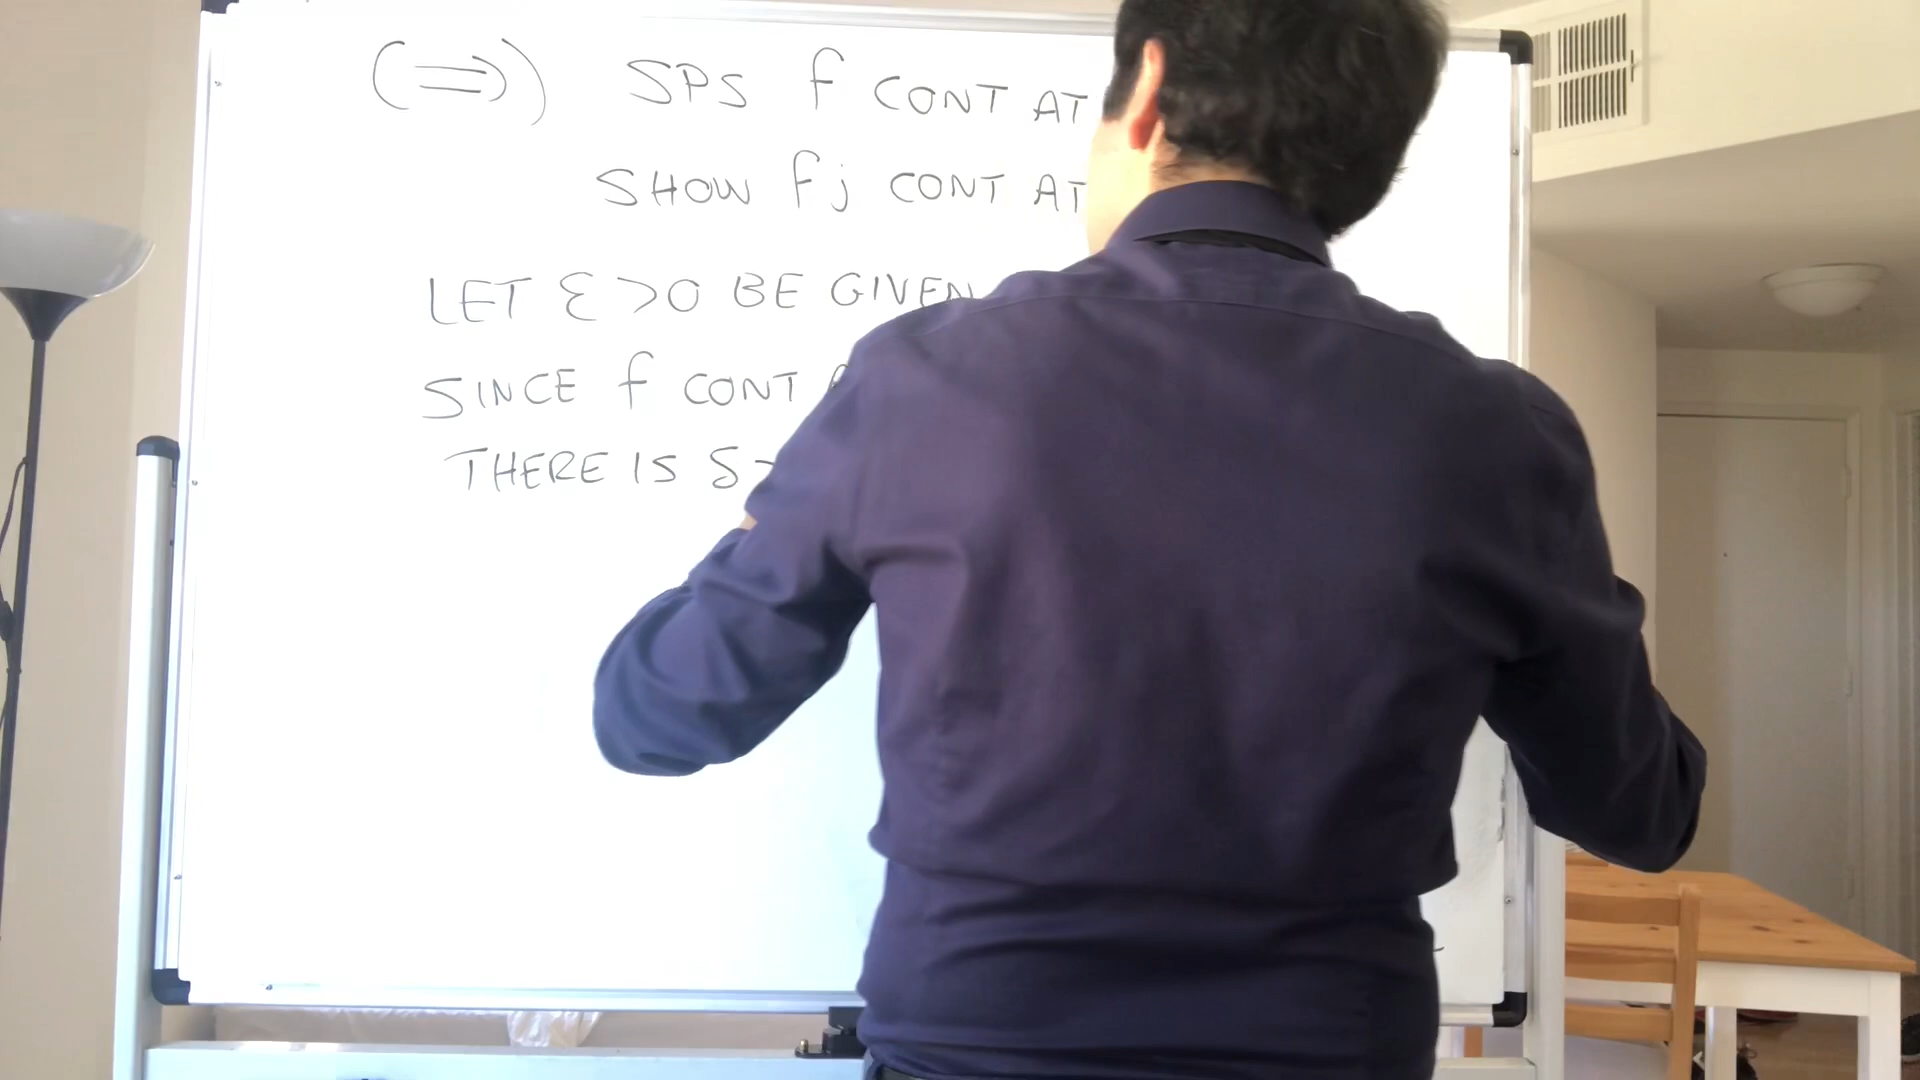 (⇒) SPS f CONT AT
SHOW fj CONT AT
LET ε>0 BE GIVEN
SINCE f CONT
THERE IS δ